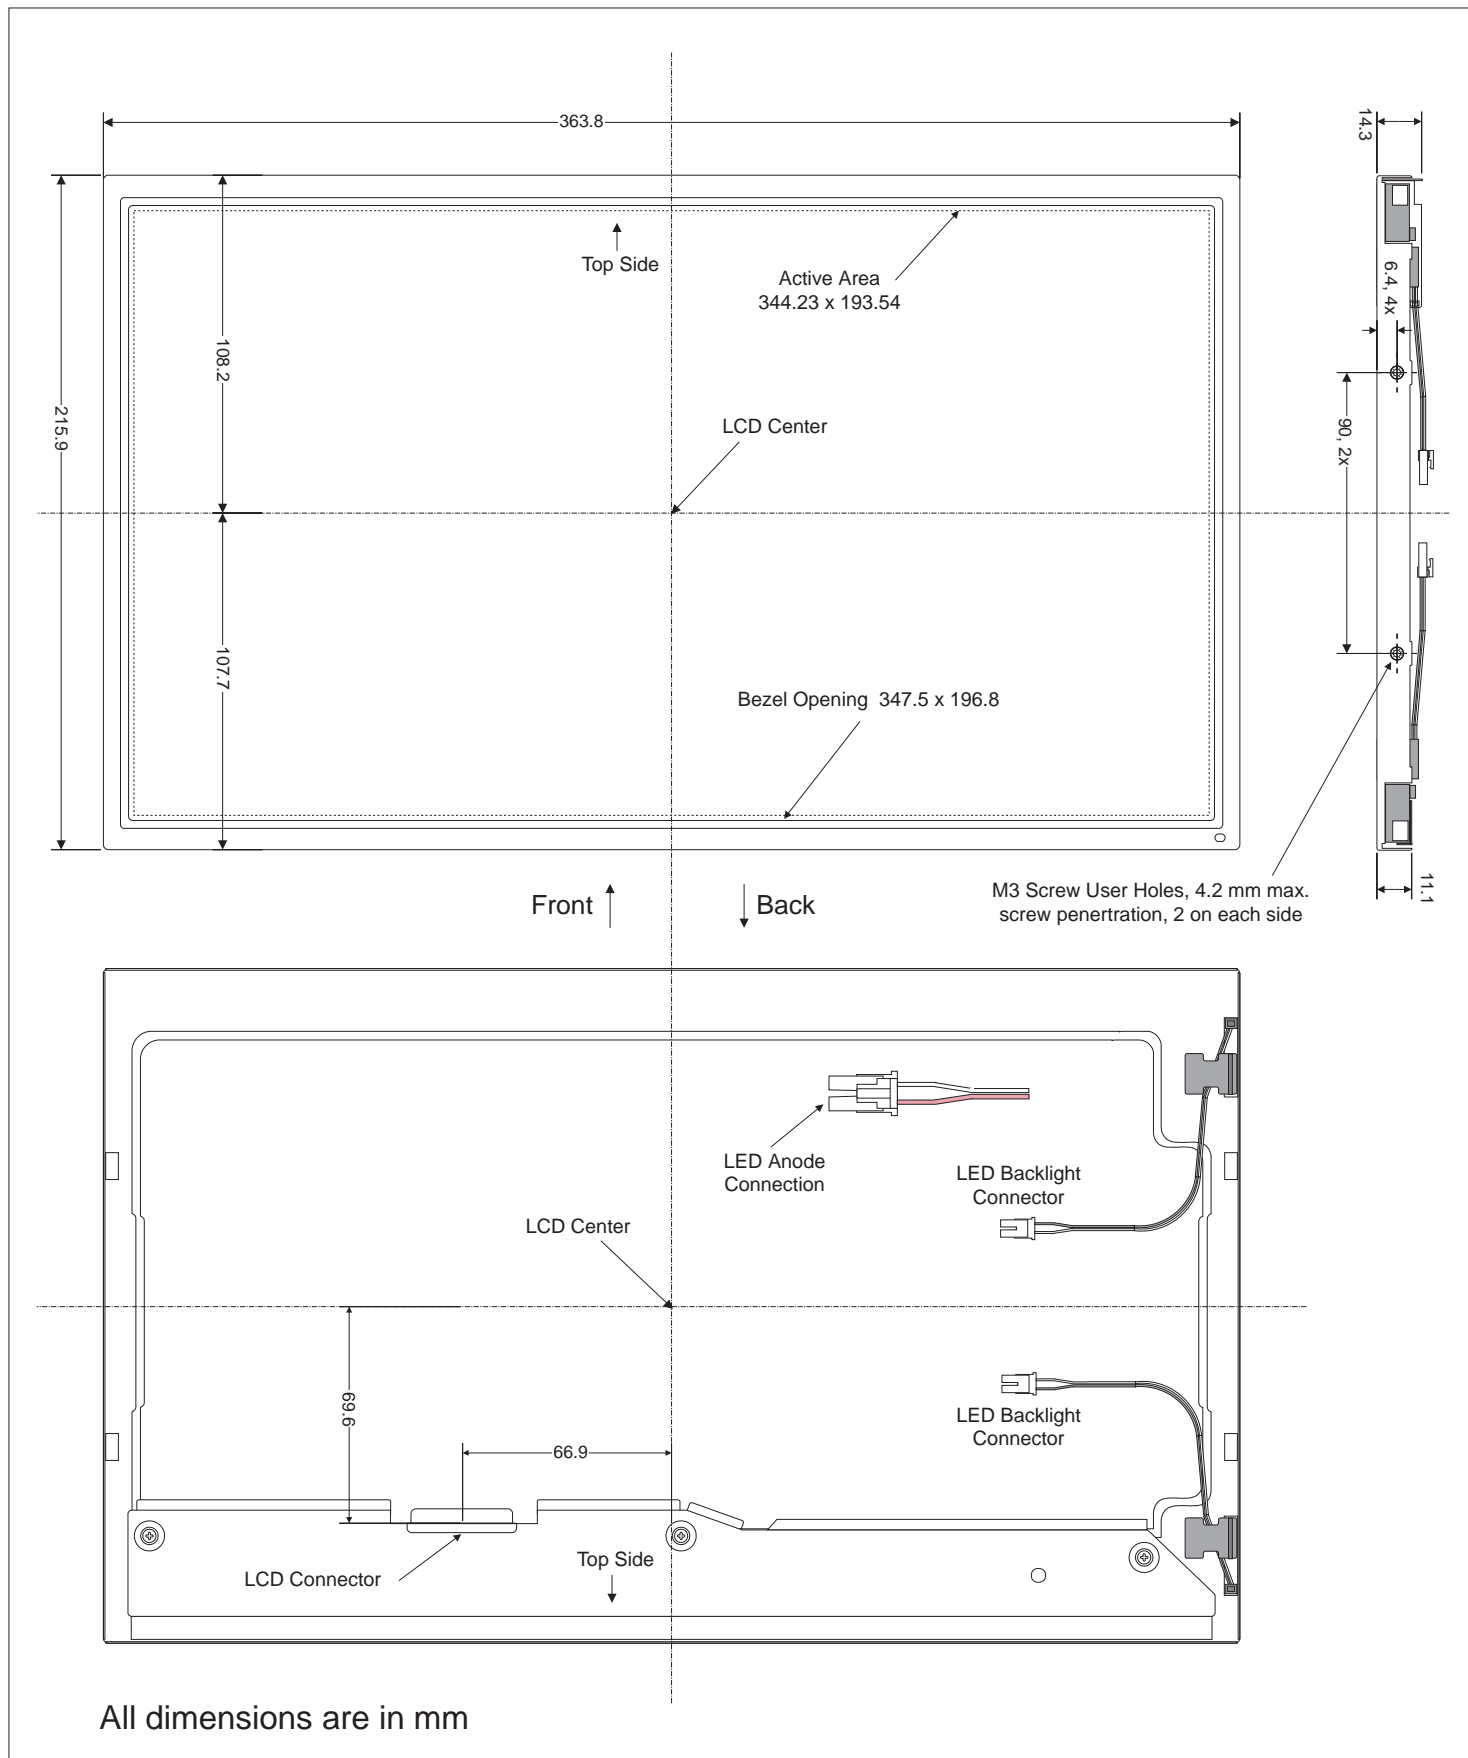 363.8
14.3
Top Side
Active Area
344.23 x 193.54
6.4, 4x
108.2
215.9
LCD Center
90, 2x
107.7
Bezel Opening 347.5 x 196.8
M3 Screw User Holes, 4.2 mm max.
screw penertration, 2 on each side
11.1
Front
Back
LED Anode
Connection
LED Backlight
Connector
LCD Center
69.6
66.9
LED Backlight
Connector
LCD Connector
Top Side
All dimensions are in mm